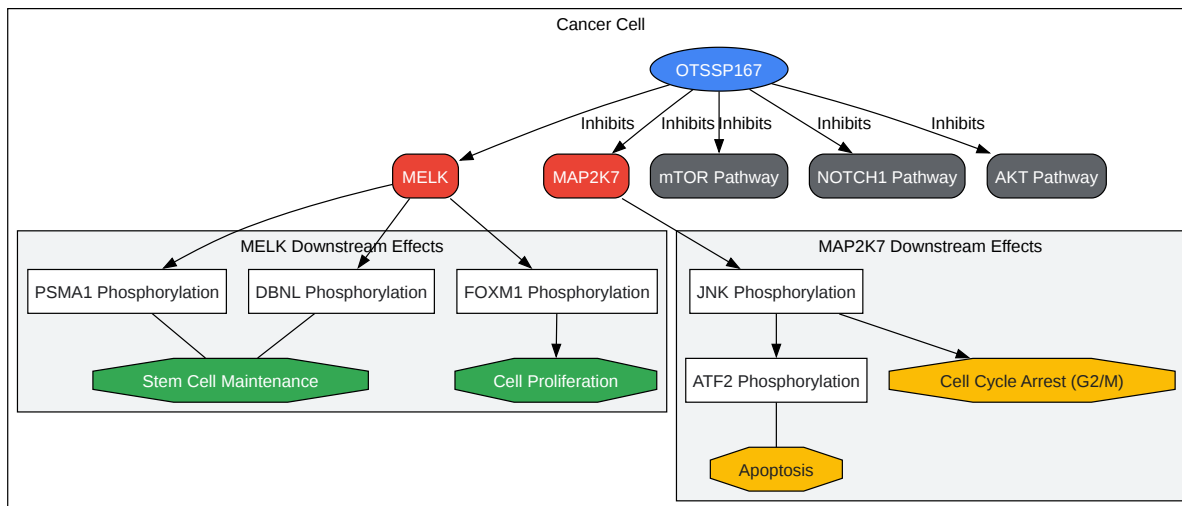 Cancer Cell
OTSSP167
Inhibits
Inhibits
Inhibits
Inhibits
Inhibits
MELK
MAP2K7
mTOR Pathway
NOTCH1 Pathway
AKT Pathway
MELK Downstream Effects
MAP2K7 Downstream Effects
PSMA1 Phosphorylation
DBNL Phosphorylation
FOXM1 Phosphorylation
JNK Phosphorylation
Stem Cell Maintenance
Cell Proliferation
ATF2 Phosphorylation
Cell Cycle Arrest (G2/M)
Apoptosis